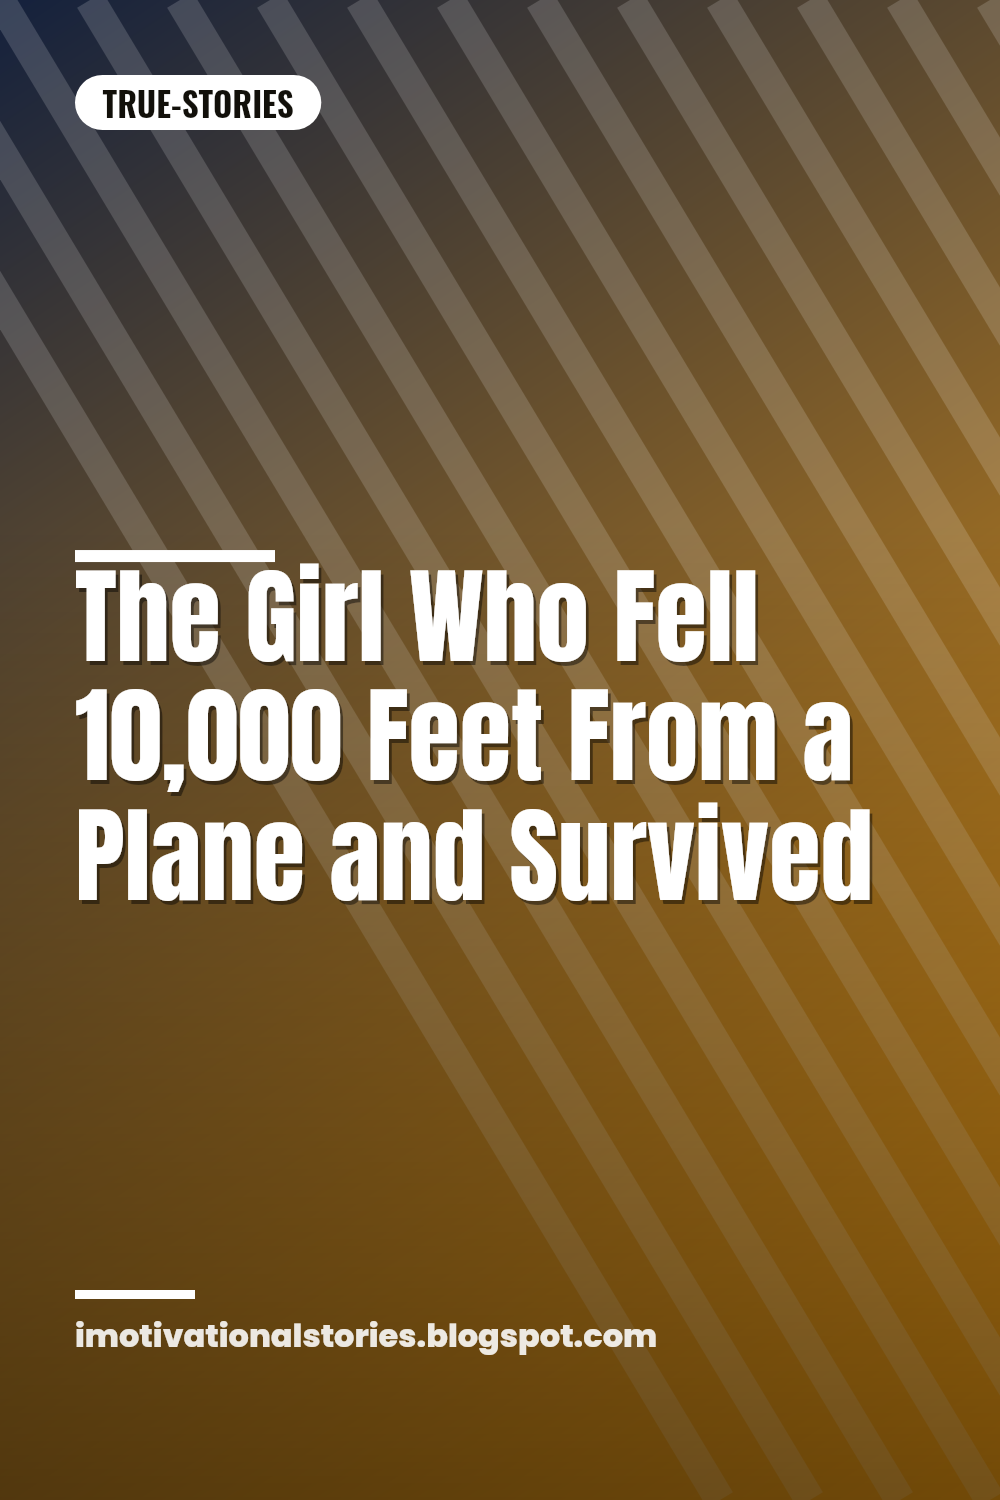 TRUE-STORIES
The Girl Who Fell
10,000 Feet From a
Plane and Survived
imotivationalstories.blogspot.com